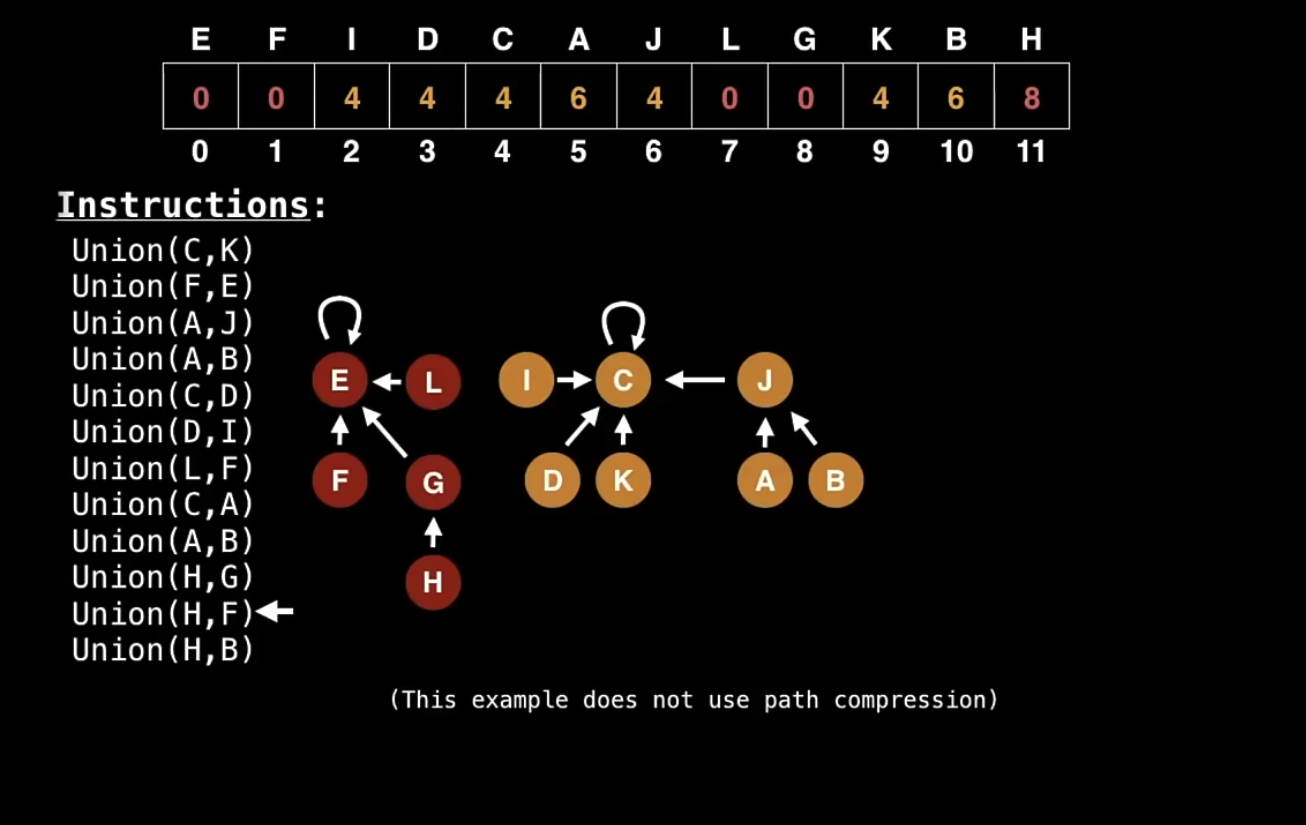 E F I D C A J L G K B H
0 0 4 4 4 6 4 0 0 4 6 8
0 1 2 3 4 5 6 7 8 9 10 11
Instructions:
Union(C,K)
Union(F,E)
Union(A,J)
Union(A,B)
Union(C,D)
Union(D,I)
Union(L,F)
Union(C,A)
Union(A,B)
Union(H,G)
Union(H,F)
Union(H,B)
E L I C J
F G D K A B
H
(This example does not use path compression)